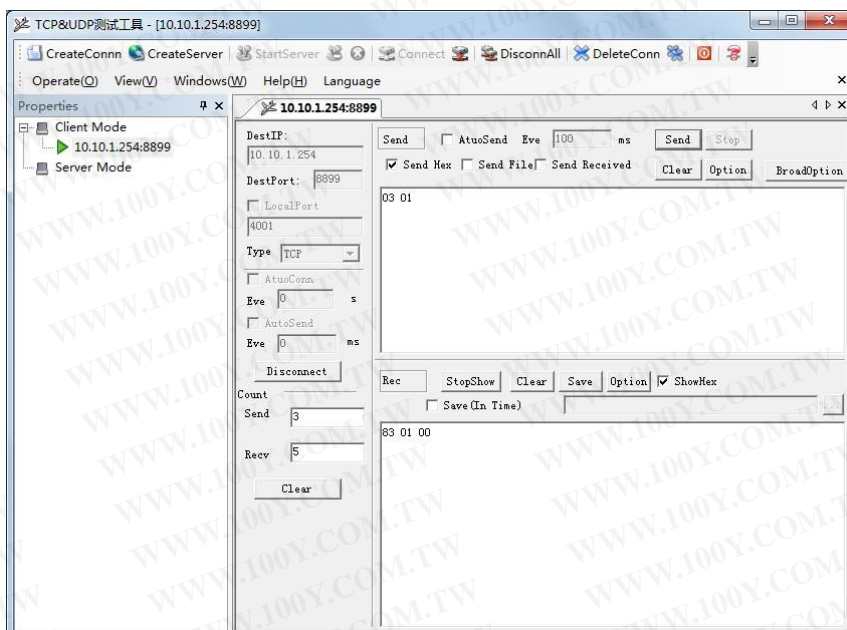 TCP&UDP测试工具 - [10.10.1.254:8899]
CreateConnn CreateServer StartServer Connect DisconnAll DeleteConn
Operate(O) View(V) Windows(W) Help(H) Language
Properties
Client Mode
10.10.1.254:8899
Server Mode
10.10.1.254:8899
DestIP:
10.10.1.254
DestPort: 8899
LocalPort
4001
Type TCP
AtuoConn
Eve 0 s
AutoSend
Eve 0 ms
Disconnect
Count
Send 3
Recv 5
Clear
Send AtuoSend Eve 100 ms Send Stop
Send Hex Send File Send Received Clear Option BroadOption
03 01
Rec StopShow Clear Save Option ShowHex
Save(In Time)
83 01 00
WWW.100Y.COM.TW